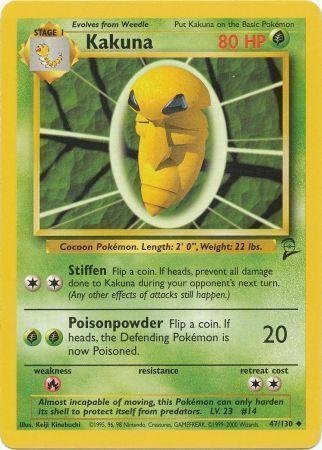 STAGE 1
Evolves from Weedle
Put Kakuna on the Basic Pokémon
Kakuna
80 HP
Cocoon Pokémon. Length: 2' 0", Weight: 22 lbs.
Stiffen Flip a coin. If heads, prevent all damage
done to Kakuna during your opponent's next turn.
(Any other effects of attacks still happen.)
Poisonpowder Flip a coin. If
heads, the Defending Pokémon is
now Poisoned.
20
weakness
resistance
retreat cost
Almost incapable of moving, this Pokémon can only harden
its shell to protect itself from predators. LV. 23 #14
Illus. Keiji Kinebuchi
©1995, 96, 98 Nintendo, Creatures, GAMEFREAK. ©1999-2000 Wizards.
47/130